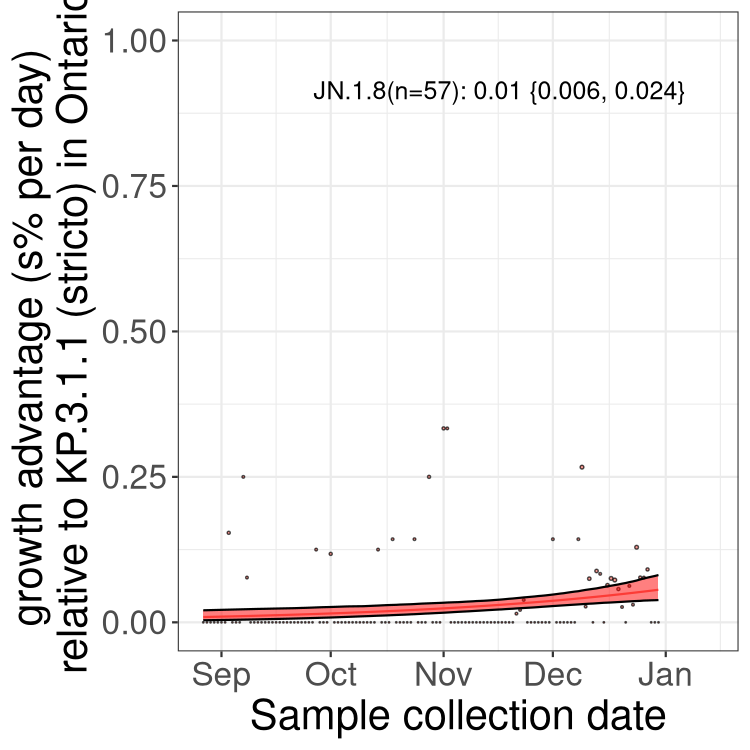 growth advantage (s% per day)
relative to KP.3.1.1 (stricto) in Ontario
1.00
0.75
0.50
0.25
0.00
JN.1.8(n=57): 0.01 {0.006, 0.024}
Sep Oct Nov Dec Jan
Sample collection date